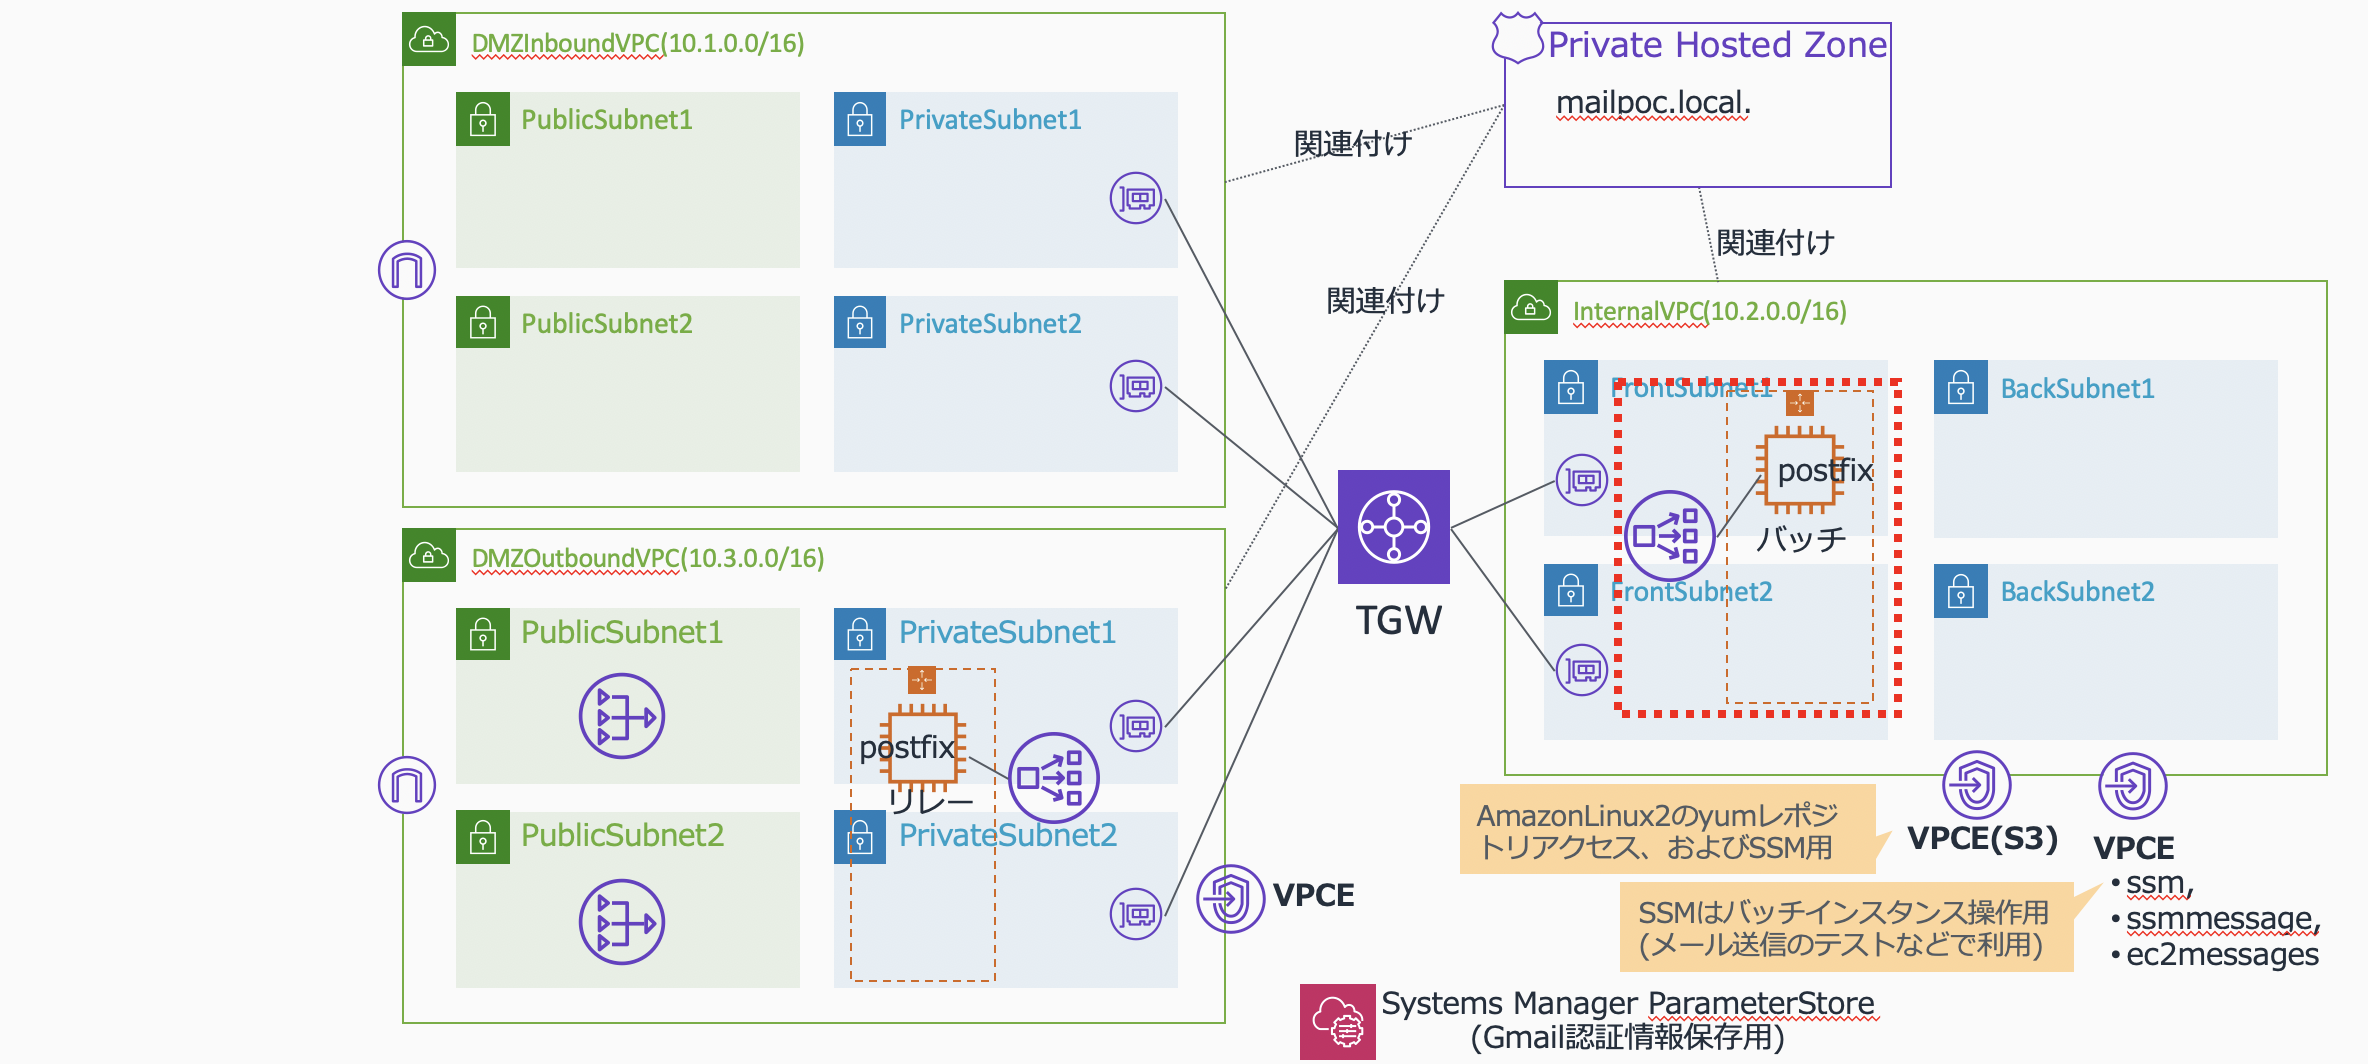 DMZInboundVPC(10.1.0.0/16)
PublicSubnet1
PrivateSubnet1
PublicSubnet2
PrivateSubnet2
Private Hosted Zone
mailpoc.local.
関連付け
関連付け
関連付け
InternalVPC(10.2.0.0/16)
FrontSubnet1
BackSubnet1
postfix
バッチ
FrontSubnet2
BackSubnet2
TGW
DMZOutboundVPC(10.3.0.0/16)
PublicSubnet1
PrivateSubnet1
postfix
リレー
PublicSubnet2
PrivateSubnet2
VPCE
AmazonLinux2のyumレポジ
トリアクセス、およびSSM用
VPCE(S3)
VPCE
・ssm,
・ssmmessage,
・ec2messages
SSMはバッチインスタンス操作用
(メール送信のテストなどで利用)
Systems Manager ParameterStore
(Gmail認証情報保存用)